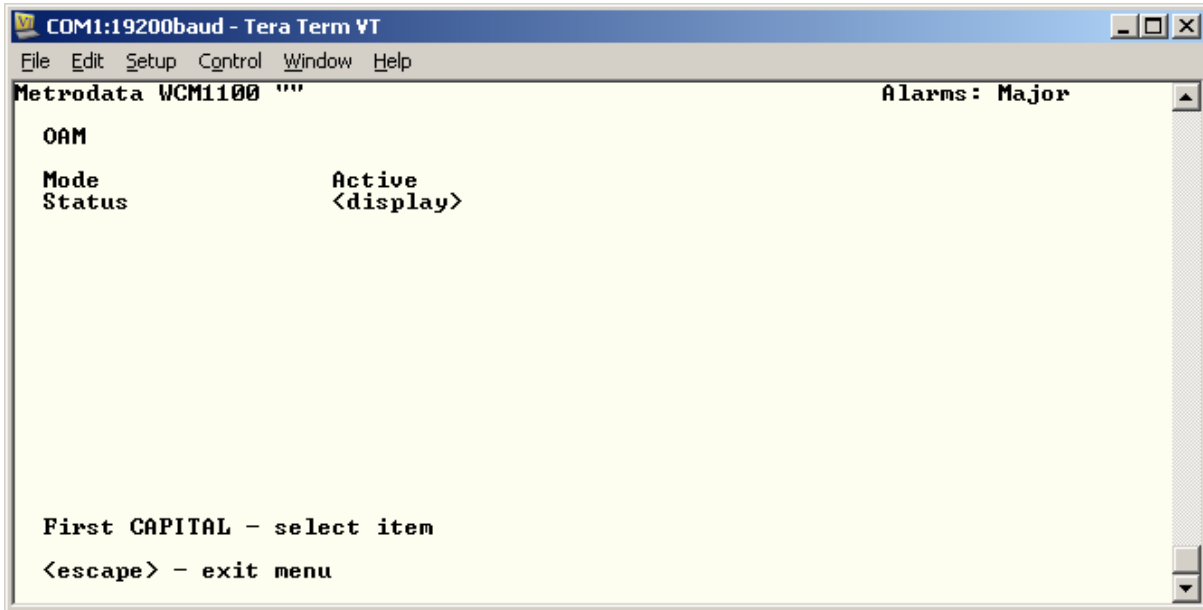 COM1:19200baud - Tera Term VT
File Edit Setup Control Window Help
Metrodata WCM1100 "" Alarms: Major
OAM
Mode Active
Status <display>
First CAPITAL - select item
<escape> - exit menu